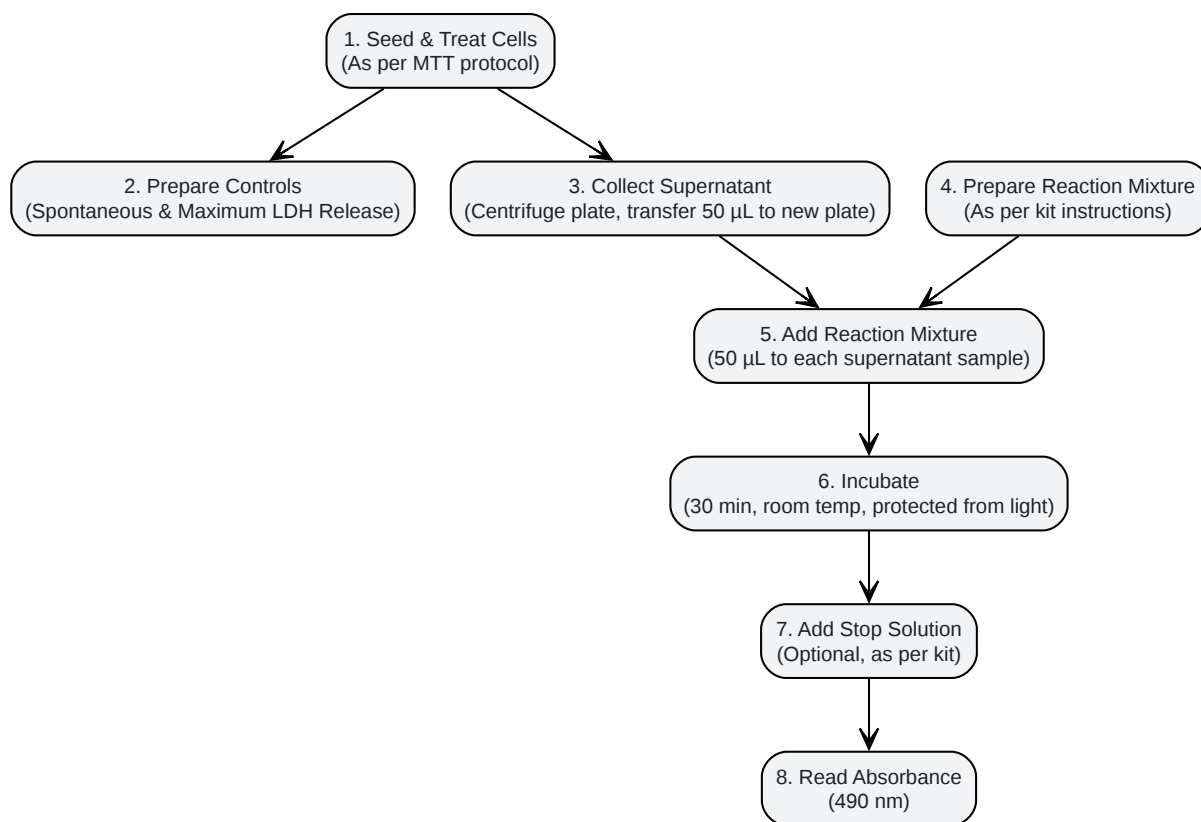 1. Seed & Treat Cells
(As per MTT protocol)
2. Prepare Controls
(Spontaneous & Maximum LDH Release)
3. Collect Supernatant
(Centrifuge plate, transfer 50 µL to new plate)
4. Prepare Reaction Mixture
(As per kit instructions)
5. Add Reaction Mixture
(50 µL to each supernatant sample)
6. Incubate
(30 min, room temp, protected from light)
7. Add Stop Solution
(Optional, as per kit)
8. Read Absorbance
(490 nm)